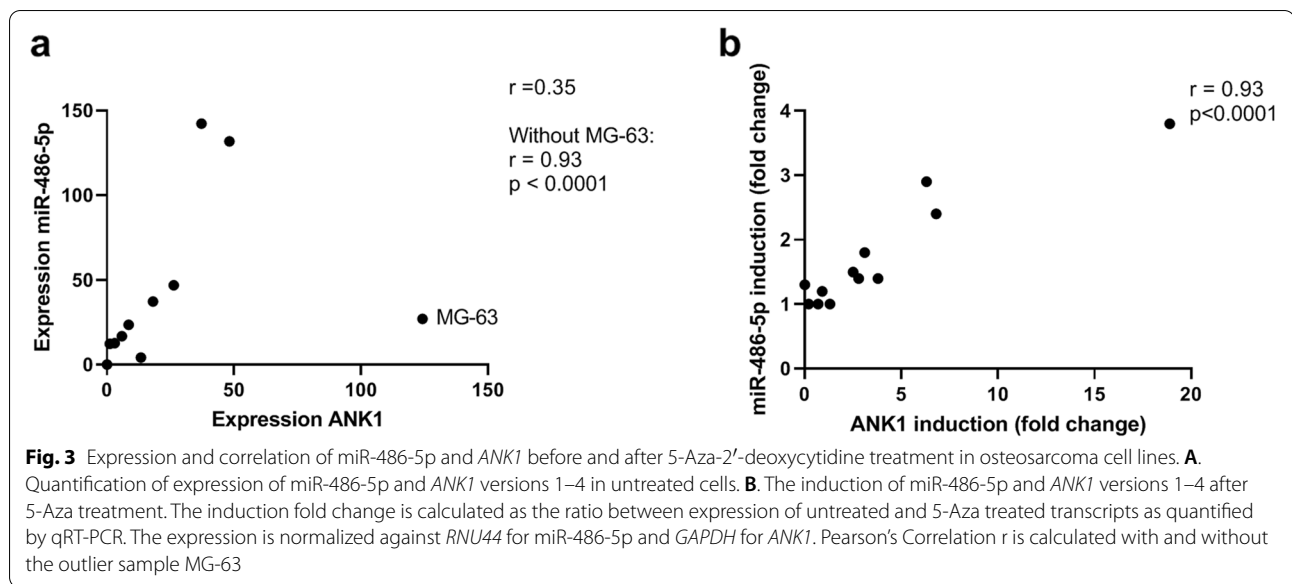 a
r =0.35
Without MG-63:
r = 0.93
p < 0.0001
Expression miR-486-5p
150
100
50
0
MG-63
0
50
100
150
Expression ANK1
b
r = 0.93
p<0.0001
miR-486-5p induction (fold change)
4
3
2
1
0
0
5
10
15
20
ANK1 induction (fold change)
Fig. 3 Expression and correlation of miR-486-5p and ANK1 before and after 5-Aza-2′-deoxycytidine treatment in osteosarcoma cell lines. A.
Quantification of expression of miR-486-5p and ANK1 versions 1–4 in untreated cells. B. The induction of miR-486-5p and ANK1 versions 1–4 after
5-Aza treatment. The induction fold change is calculated as the ratio between expression of untreated and 5-Aza treated transcripts as quantified
by qRT-PCR. The expression is normalized against RNU44 for miR-486-5p and GAPDH for ANK1. Pearson's Correlation r is calculated with and without
the outlier sample MG-63